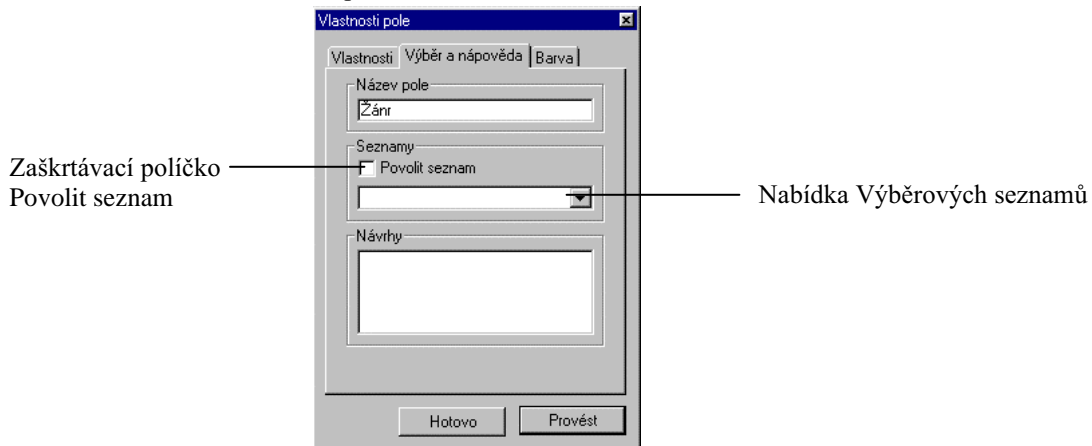 Vlastnosti pole
Vlastnosti Výběr a nápověda Barva
Název pole
Žánr
Seznamy
Povolit seznam
Zaškrtávací políčko
Povolit seznam
Nabídka Výběrových seznamů
Návrhy
Hotovo Provést